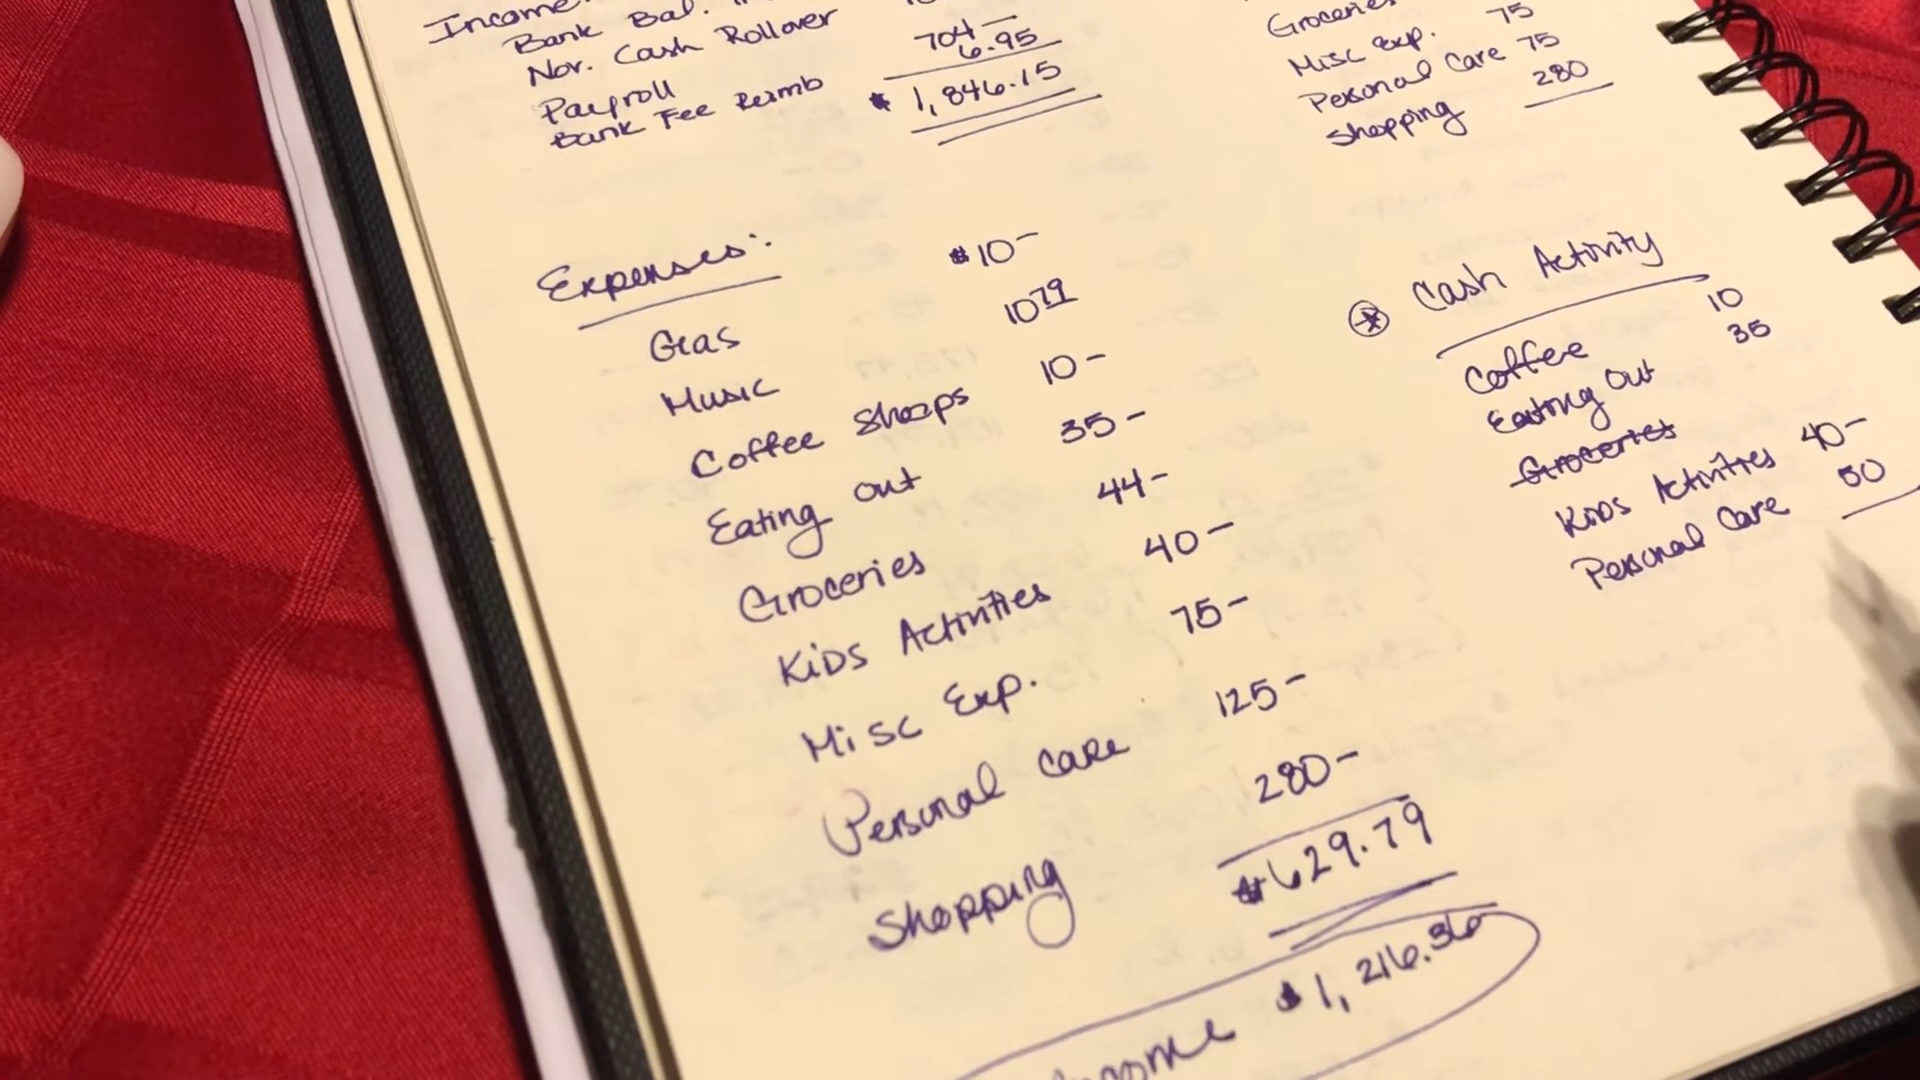 Income:
Bank Bal.
Nov. Cash Rollover
Payroll 704—
Bank Fee Reimb 6.95
$ 1,846.15
Expenses:
Gas $10—
Music 10 79
Coffee Shops 10—
Eating out 35—
Groceries 44—
Kids Activities 40—
Misc Exp. 75—
Personal care 125—
Shopping 280—
$629.79
Income $1,216.36
Groceries
Misc Exp. 75
Personal Care 75
Shopping 280
* Cash Activity
Coffee 10
Eating Out 35
Groceries
Kids Activities 40—
Personal Care 50